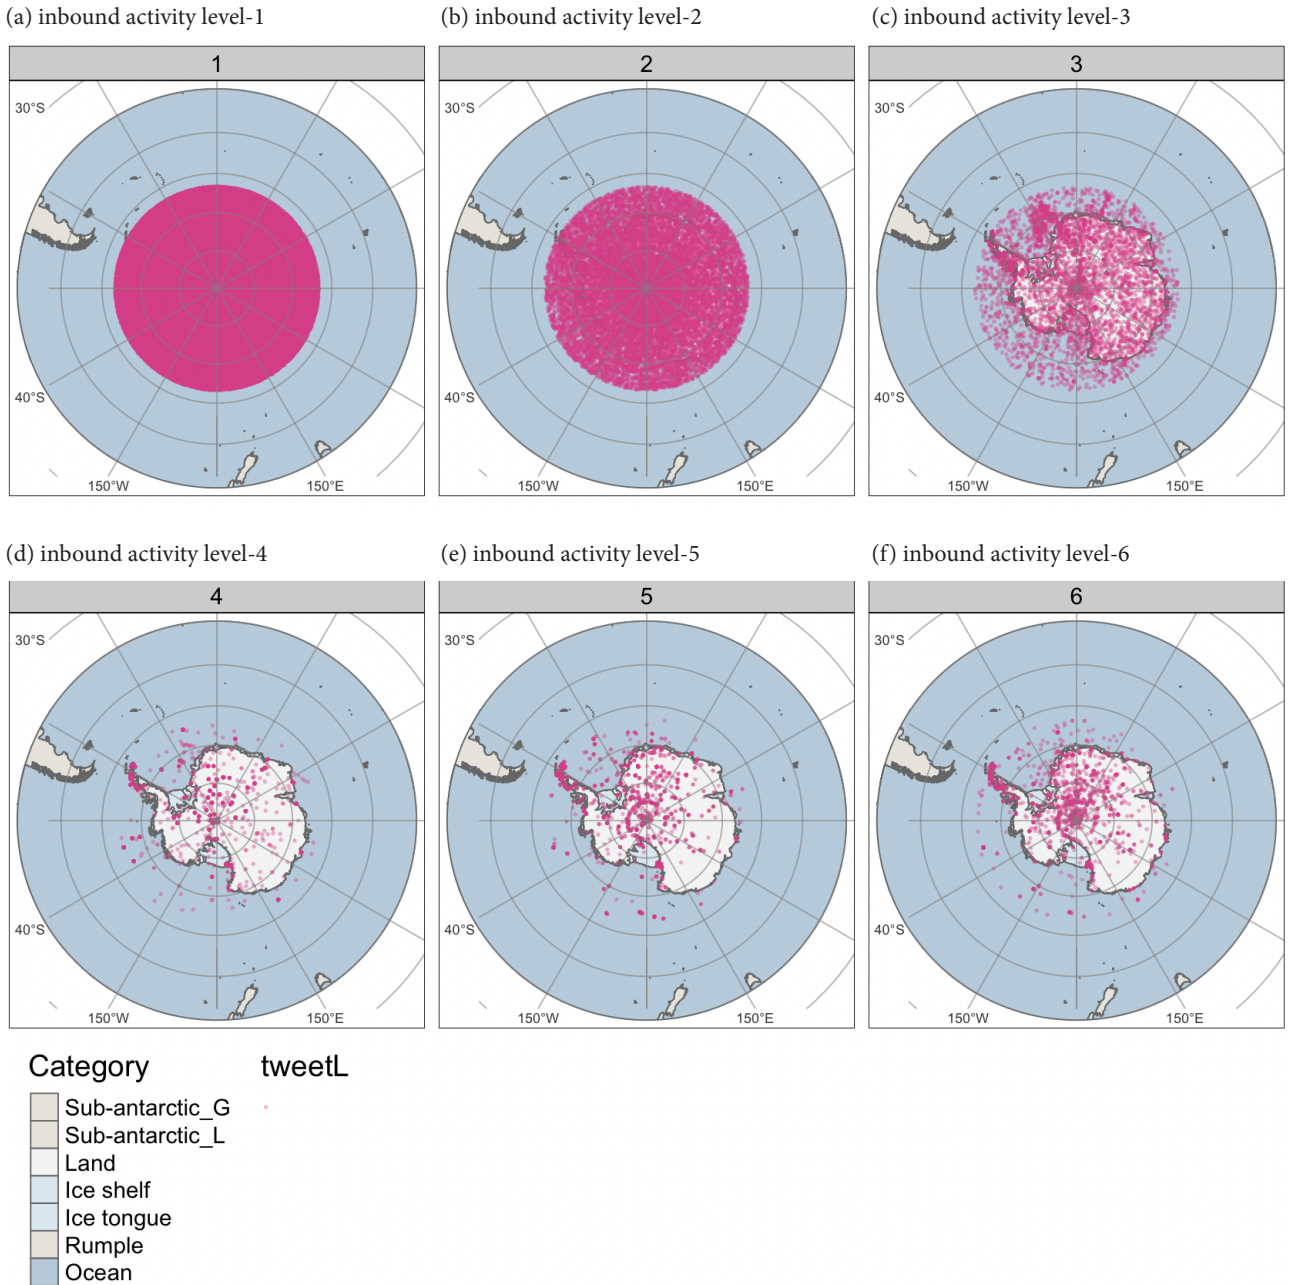 (a) inbound activity level-1
(b) inbound activity level-2
(c) inbound activity level-3
1
2
3
30°S
30°S
30°S
40°S
40°S
40°S
150°W
150°E
150°W
150°E
150°W
150°E
(d) inbound activity level-4
(e) inbound activity level-5
(f) inbound activity level-6
4
5
6
30°S
30°S
30°S
40°S
40°S
40°S
150°W
150°E
150°W
150°E
150°W
150°E
Category
tweetL
Sub-antarctic_G
Sub-antarctic_L
Land
Ice shelf
Ice tongue
Rumple
Ocean